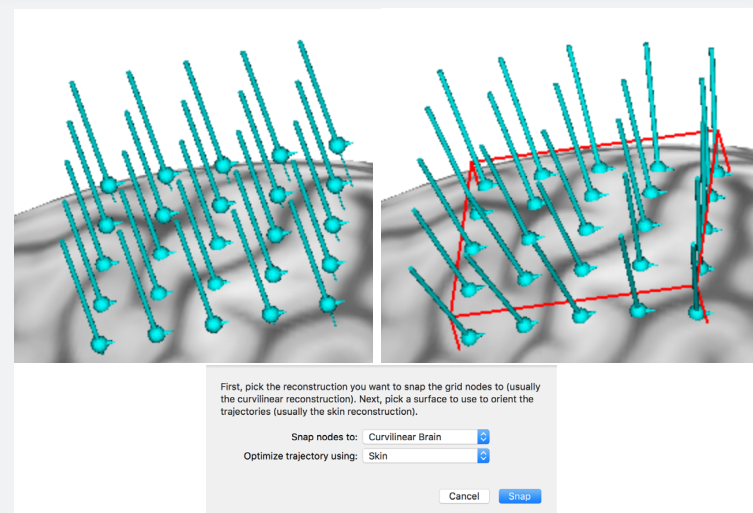 First, pick the reconstruction you want to snap the grid nodes to (usually
the curvilinear reconstruction). Next, pick a surface to use to orient the
trajectories (usually the skin reconstruction).
Snap nodes to: Curvilinear Brain
Optimize trajectory using: Skin
Cancel Snap